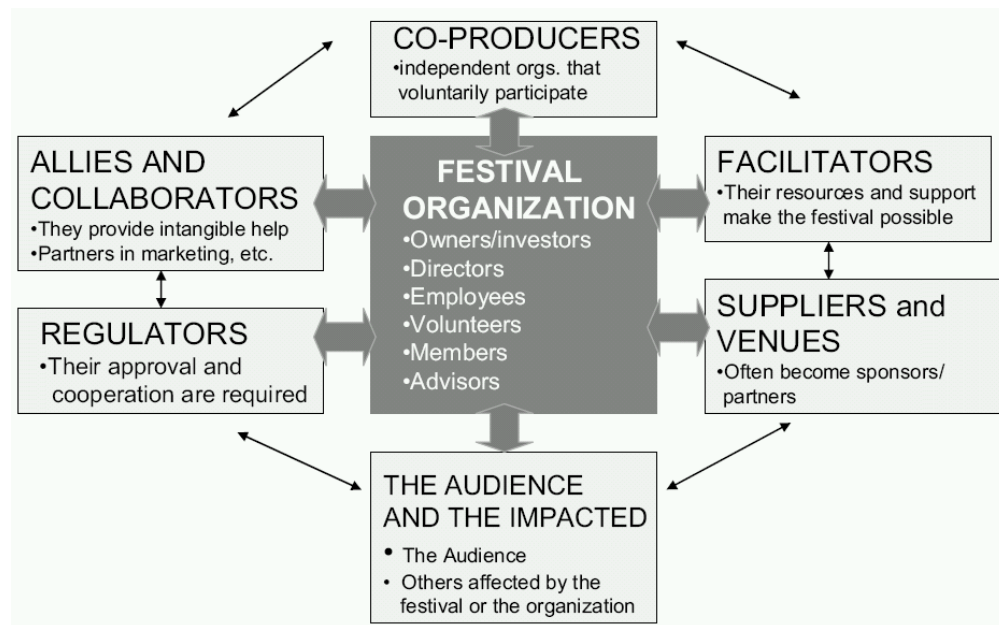 CO-PRODUCERS
•independent orgs. that
voluntarily participate
ALLIES AND
COLLABORATORS
•They provide intangible help
•Partners in marketing, etc.
FESTIVAL
ORGANIZATION
•Owners/investors
•Directors
•Employees
•Volunteers
•Members
•Advisors
FACILITATORS
•Their resources and support
make the festival possible
REGULATORS
•Their approval and
cooperation are required
SUPPLIERS and
VENUES
•Often become sponsors/
partners
THE AUDIENCE
AND THE IMPACTED
• The Audience
• Others affected by the
festival or the organization